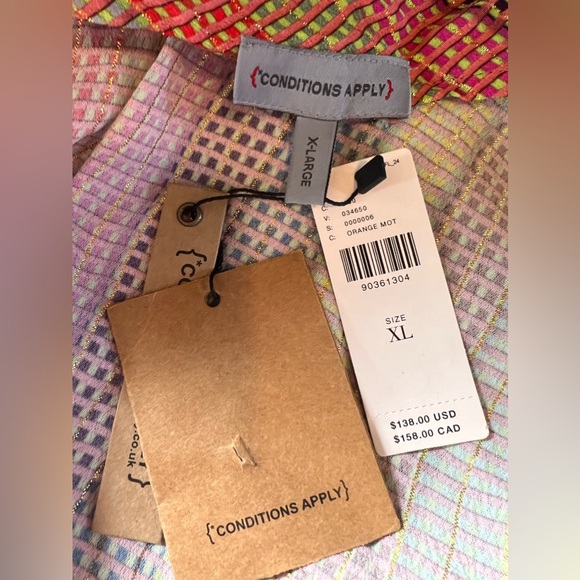 {*CONDITIONS APPLY}
X-LARGE
034650
S: 0000006
C: ORANGE MOT
90361304
SIZE
XL
$138.00 USD
$158.00 CAD
{*CONDITIONS APPLY}
.co.uk